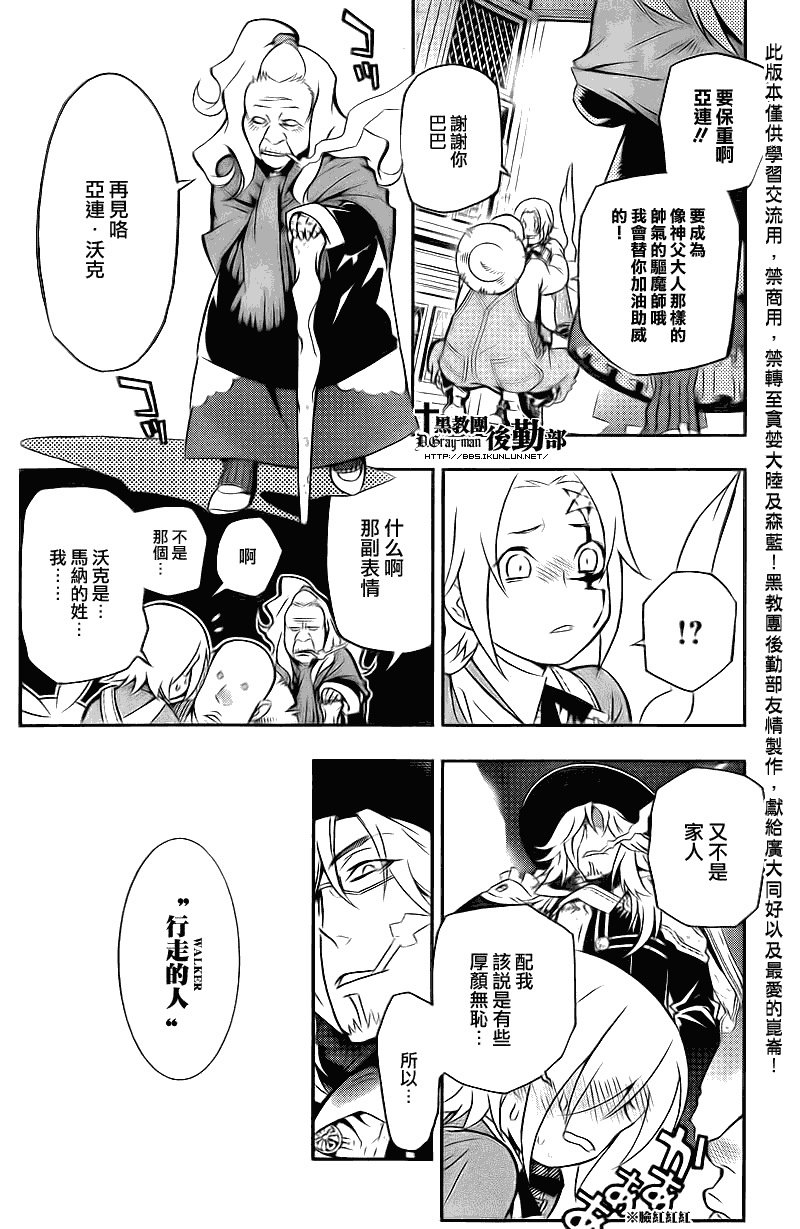 要保重啊
亞連!!
要成為
像神父大人那樣的
帥氣的驅魔師哦
我會替你加油助威
的！
謝謝你
巴巴
再見咯
亞連·沃克
黑教團
D.Gray-man
後勤部
HTTP://BBS.IKUNLUN.NET/
!?
什么啊
那副表情
啊
不是
那個…
沃克是…
馬納的姓…
我……
又不是
家人
配我
該説是有些
厚顏無恥…
かあああぁ
※臉紅紅紅
所以…
”行走的人“
WALKER
此版本僅供學習交流用，禁商用，禁轉至貪婪大陸及森藍！黑教團後勤部友情製作，獻給廣大同好以及最愛的崑崙！